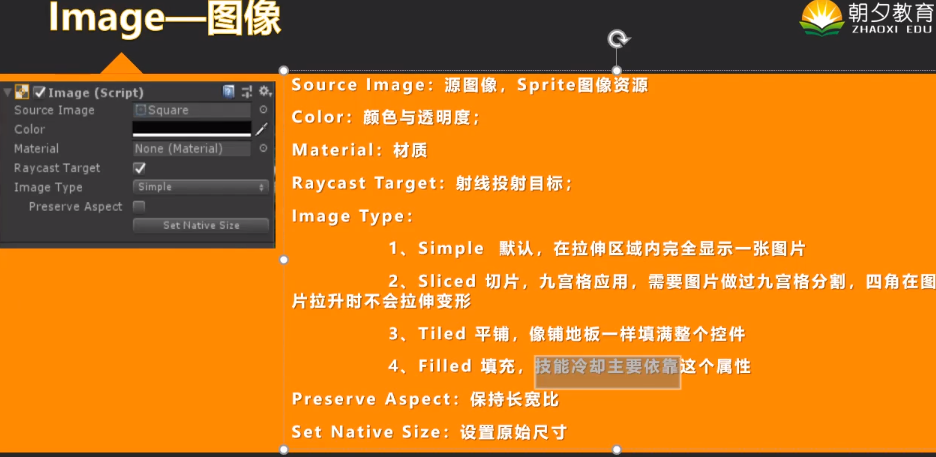 Image—图像
朝夕教育
ZHAOXI EDU
Image (Script)
Source Image
Square
Color
Material
None (Material)
Raycast Target
Image Type
Simple
Preserve Aspect
Set Native Size
Source Image：源图像，Sprite图像资源
Color：颜色与透明度；
Material：材质
Raycast Target：射线投射目标；
Image Type：
1、Simple 默认，在拉伸区域内完全显示一张图片
2、Sliced 切片，九宫格应用，需要图片做过九宫格分割，四角在图
片拉升时不会拉伸变形
3、Tiled 平铺，像铺地板一样填满整个控件
4、Filled 填充，技能冷却主要依靠这个属性
Preserve Aspect：保持长宽比
Set Native Size：设置原始尺寸